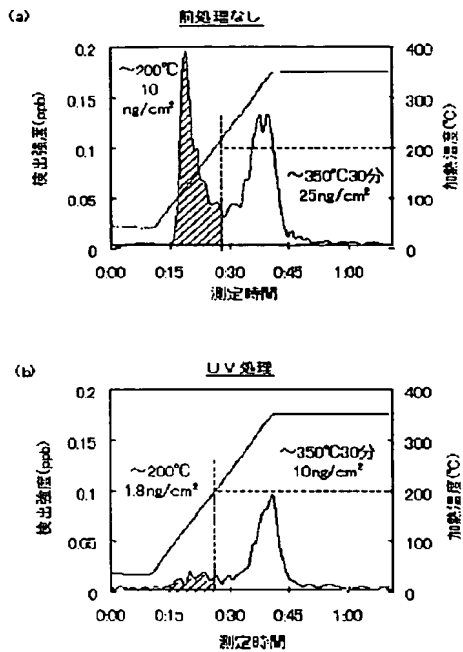 (a)
前処理なし
検出強度(ppb)
0.2
0.15
0.1
0.05
0
~200℃
10
ng/cm²
~350℃30分
25ng/cm²
400
300
200
100
0
加熱温度(℃)
0:00
0:15
0:30
0:45
1:00
測定時間
(b)
UV処理
検出強度(ppb)
0.2
0.15
0.1
0.05
0
~200℃
1.8ng/cm²
~350℃30分
10ng/cm²
400
300
200
100
0
加熱温度(℃)
0:00
0:15
0:30
0:45
1:00
測定時間